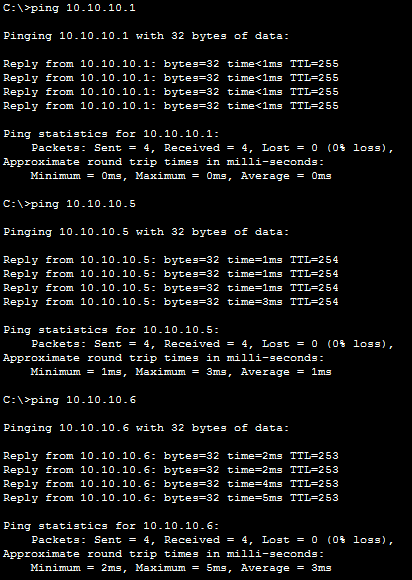 C:\>ping 10.10.10.1
Pinging 10.10.10.1 with 32 bytes of data:
Reply from 10.10.10.1: bytes=32 time<1ms TTL=255
Reply from 10.10.10.1: bytes=32 time<1ms TTL=255
Reply from 10.10.10.1: bytes=32 time<1ms TTL=255
Reply from 10.10.10.1: bytes=32 time<1ms TTL=255
Ping statistics for 10.10.10.1:
    Packets: Sent = 4, Received = 4, Lost = 0 (0% loss),
Approximate round trip times in milli-seconds:
    Minimum = 0ms, Maximum = 0ms, Average = 0ms
C:\>ping 10.10.10.5
Pinging 10.10.10.5 with 32 bytes of data:
Reply from 10.10.10.5: bytes=32 time=1ms TTL=254
Reply from 10.10.10.5: bytes=32 time=1ms TTL=254
Reply from 10.10.10.5: bytes=32 time=1ms TTL=254
Reply from 10.10.10.5: bytes=32 time=3ms TTL=254
Ping statistics for 10.10.10.5:
    Packets: Sent = 4, Received = 4, Lost = 0 (0% loss),
Approximate round trip times in milli-seconds:
    Minimum = 1ms, Maximum = 3ms, Average = 1ms
C:\>ping 10.10.10.6
Pinging 10.10.10.6 with 32 bytes of data:
Reply from 10.10.10.6: bytes=32 time=2ms TTL=253
Reply from 10.10.10.6: bytes=32 time=2ms TTL=253
Reply from 10.10.10.6: bytes=32 time=4ms TTL=253
Reply from 10.10.10.6: bytes=32 time=5ms TTL=253
Ping statistics for 10.10.10.6:
    Packets: Sent = 4, Received = 4, Lost = 0 (0% loss),
Approximate round trip times in milli-seconds:
    Minimum = 2ms, Maximum = 5ms, Average = 3ms